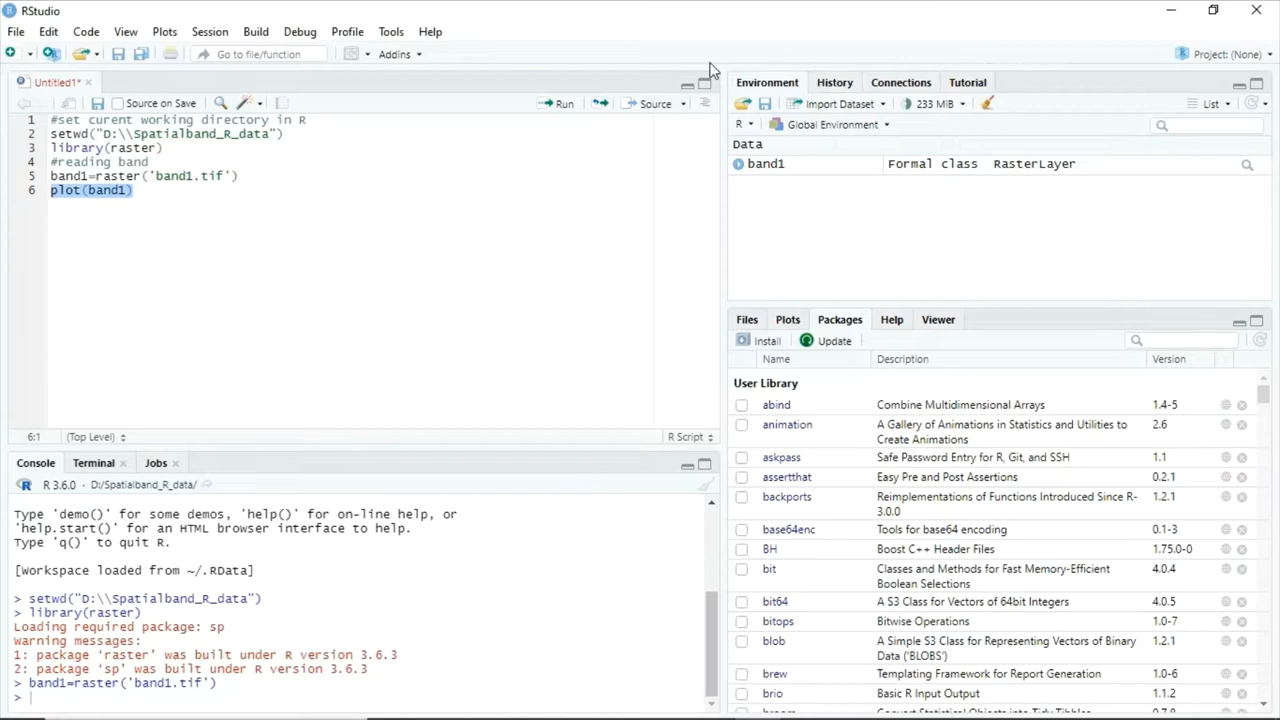 RStudio
File Edit Code View Plots Session Build Debug Profile Tools Help
Go to file/function Addins Project: (None)
Untitled1*
Source on Save Run Source
1 #set curent working directory in R
2 setwd("D:\\Spatialband_R_data")
3 library(raster)
4 #reading band
5 band1=raster('band1.tif')
6 plot(band1)
6:1 (Top Level) R Script
Console Terminal Jobs
R 3.6.0 · D:/Spatialband_R_data/
Type 'demo()' for some demos, 'help()' for on-line help, or
'help.start()' for an HTML browser interface to help.
Type 'q()' to quit R.
[Workspace loaded from ~/.RData]
> setwd("D:\\Spatialband_R_data")
> library(raster)
Loading required package: sp
Warning messages:
1: package 'raster' was built under R version 3.6.3
2: package 'sp' was built under R version 3.6.3
> band1=raster('band1.tif')
>
Environment History Connections Tutorial
Import Dataset 233 MiB List
R Global Environment
Data
band1 Formal class RasterLayer
Files Plots Packages Help Viewer
Install Update
Name Description Version
User Library
abind Combine Multidimensional Arrays 1.4-5
animation A Gallery of Animations in Statistics and Utilities to 2.6
Create Animations
askpass Safe Password Entry for R, Git, and SSH 1.1
assertthat Easy Pre and Post Assertions 0.2.1
backports Reimplementations of Functions Introduced Since R- 1.2.1
3.0.0
base64enc Tools for base64 encoding 0.1-3
BH Boost C++ Header Files 1.75.0-0
bit Classes and Methods for Fast Memory-Efficient 4.0.4
Boolean Selections
bit64 A S3 Class for Vectors of 64bit Integers 4.0.5
bitops Bitwise Operations 1.0-7
blob A Simple S3 Class for Representing Vectors of Binary 1.2.1
Data ('BLOBS')
brew Templating Framework for Report Generation 1.0-6
brio Basic R Input Output 1.1.2